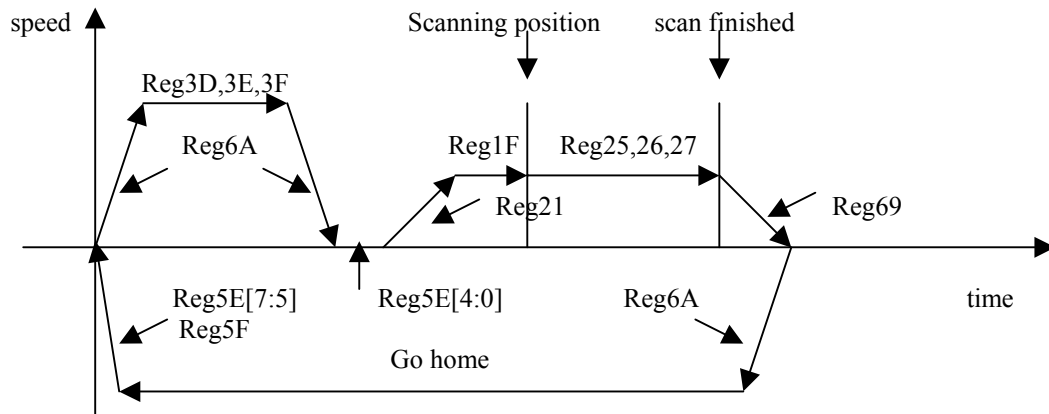 speed
Scanning position
scan finished
Reg3D,3E,3F
Reg6A
Reg1F
Reg25,26,27
Reg21
Reg69
Reg5E[7:5]
Reg5F
Reg5E[4:0]
Reg6A
time
Go home